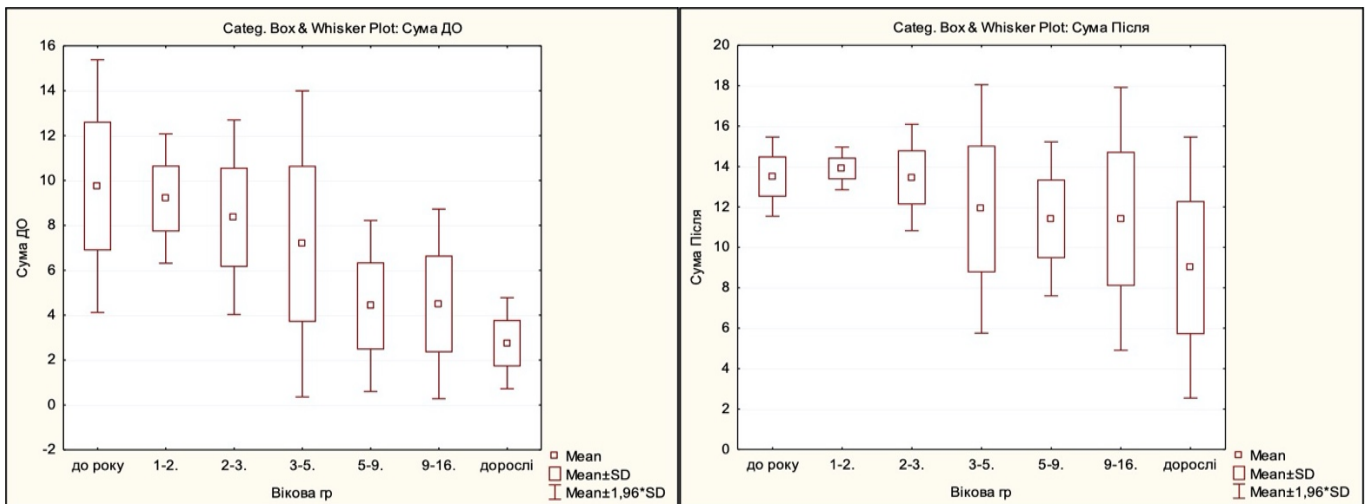 Categ. Box & Whisker Plot: Сума ДО
16
14
12
10
8
6
4
2
0
-2
Сума ДО
до року 1-2. 2-3. 3-5. 5-9. 9-16. дорослі
Вікова гр
Mean
Mean±SD
Mean±1,96*SD
Categ. Box & Whisker Plot: Сума Після
20
18
16
14
12
10
8
6
4
2
0
Сума Після
до року 1-2. 2-3. 3-5. 5-9. 9-16. дорослі
Вікова гр
Mean
Mean±SD
Mean±1,96*SD